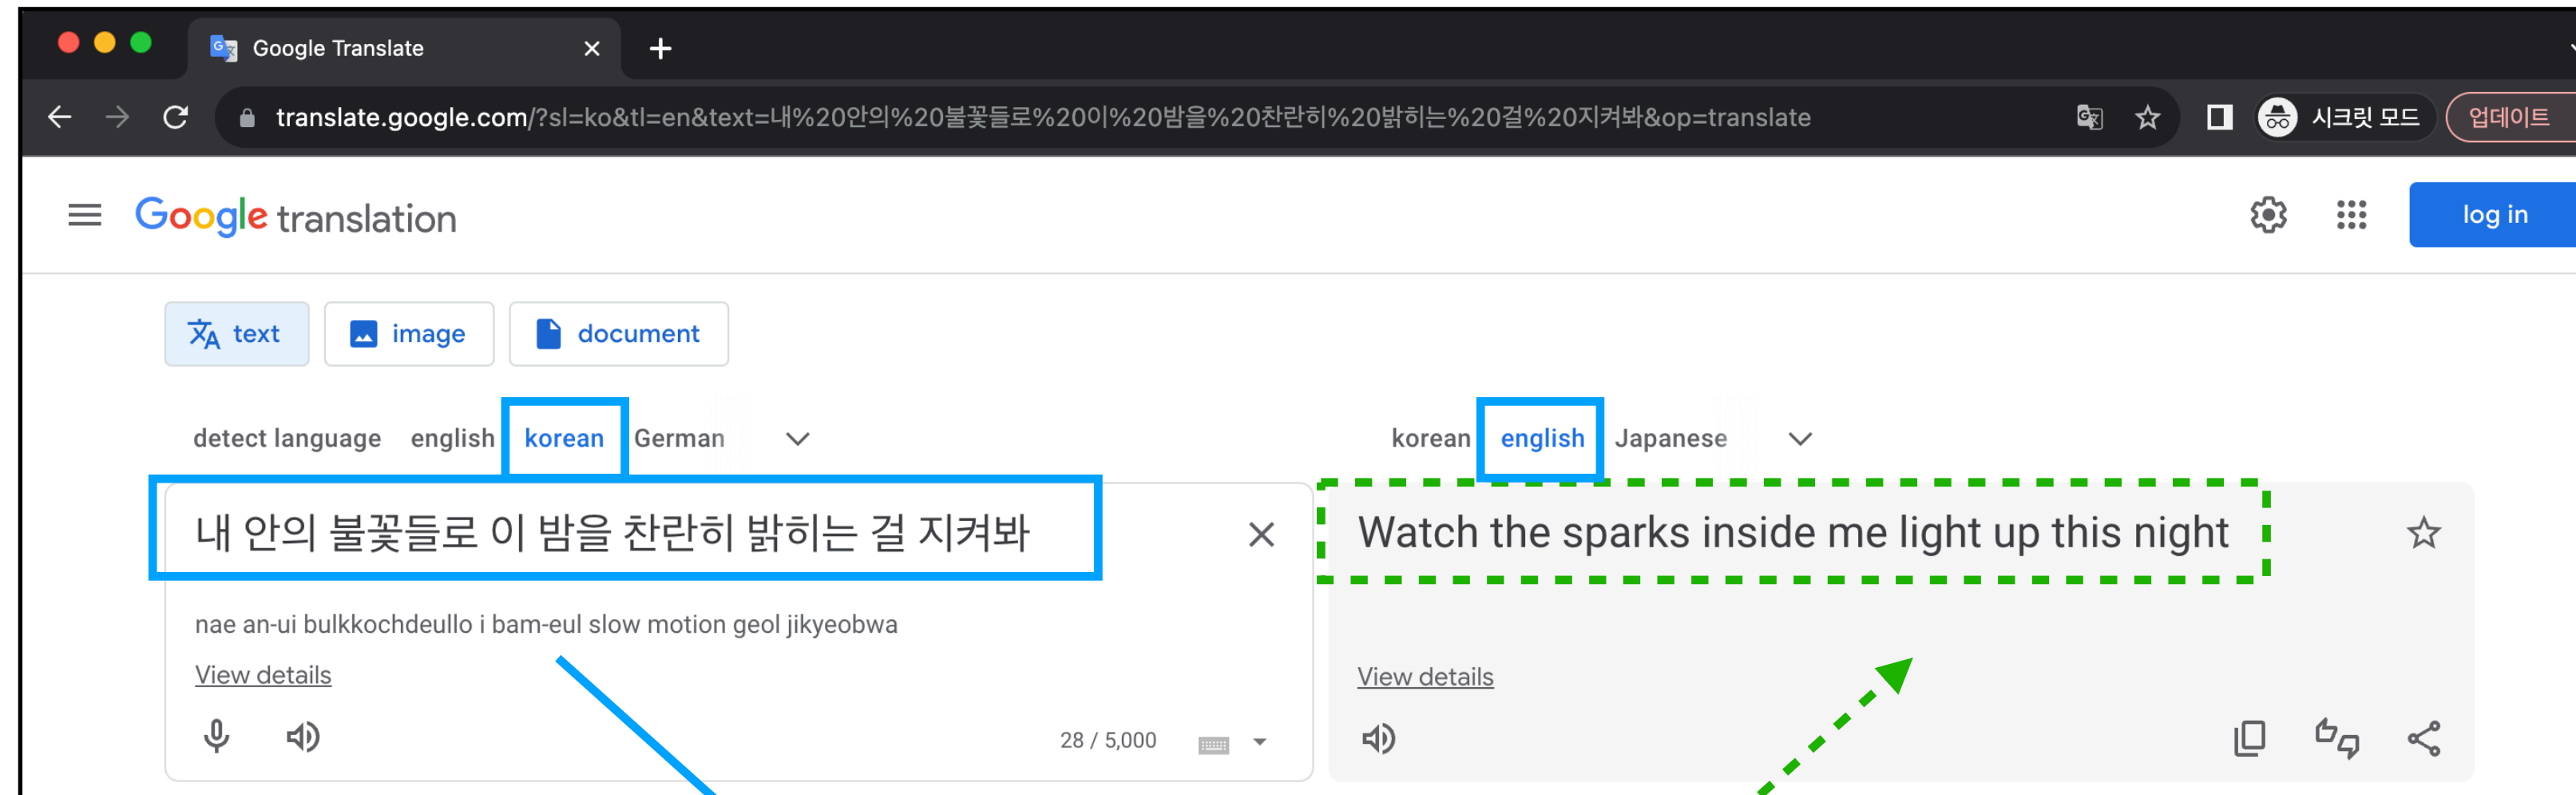 Google Translate
translate.google.com/?sl=ko&tl=en&text=내%20안의%20불꽃들로%20이%20밤을%20찬란히%20밝히는%20걸%20지켜봐&op=translate
시크릿 모드
업데이트
Google translation
log in
text
image
document
detect language english korean German
korean english Japanese
내 안의 불꽃들로 이 밤을 찬란히 밝히는 걸 지켜봐
Watch the sparks inside me light up this night
nae an-ui bulkkochdeullo i bam-eul slow motion geol jikyeobwa
View details
View details
28 / 5,000